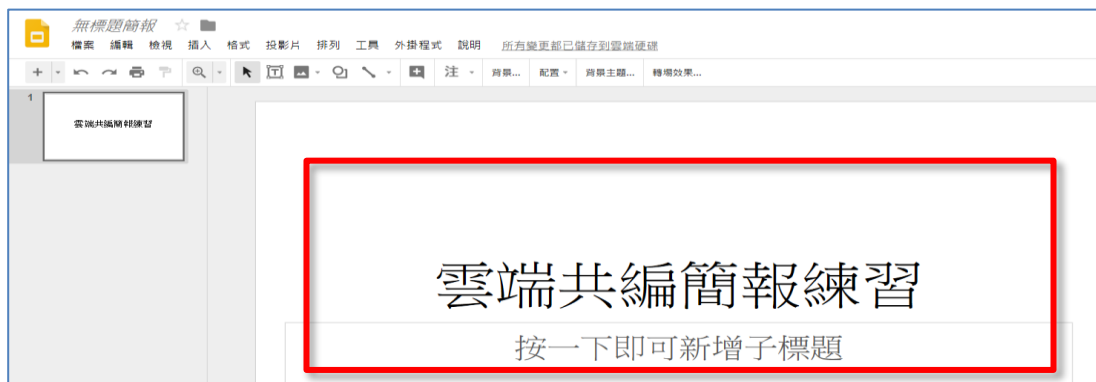 無標題簡報
檔案 編輯 檢視 插入 格式 投影片 排列 工具 外掛程式 說明 所有變更都已儲存到雲端硬碟
注 背景... 配置 背景主題... 轉場效果...
1
雲端共編簡報練習
雲端共編簡報練習
按一下即可新增子標題